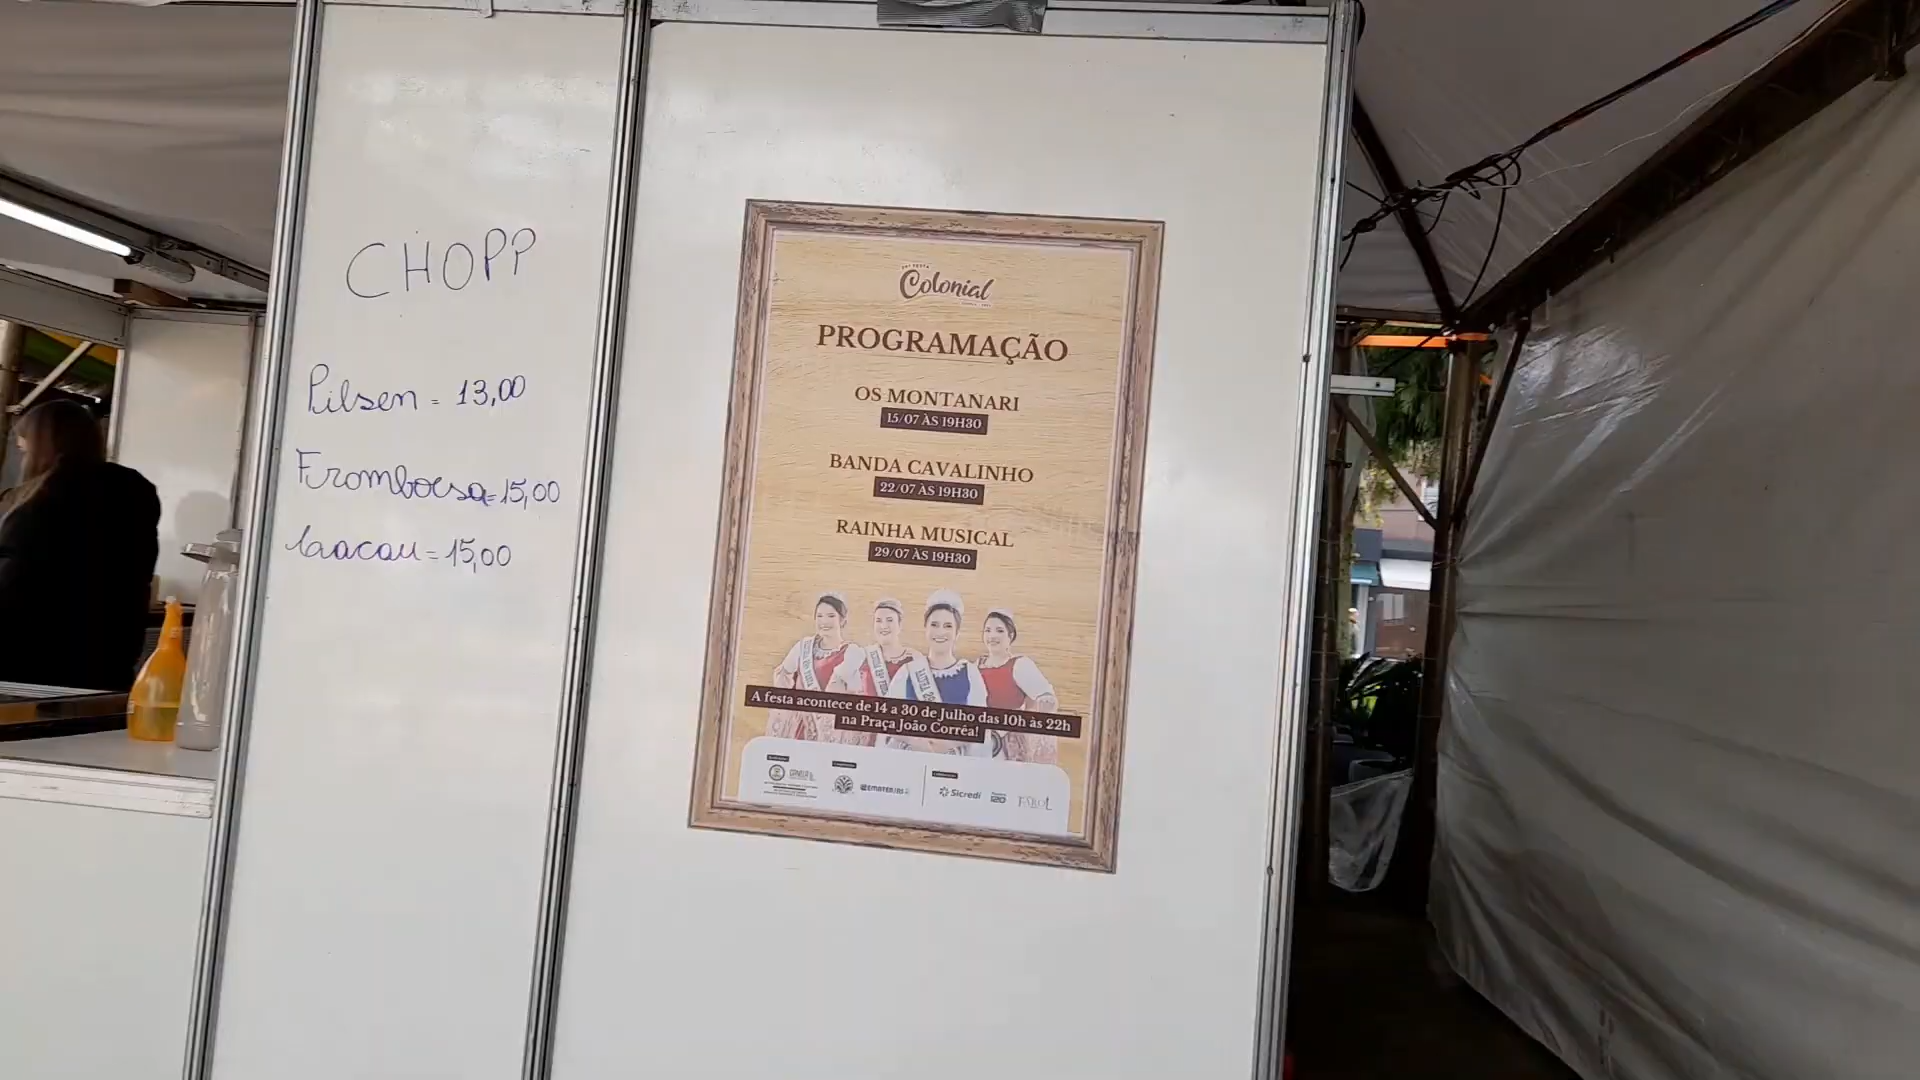 CHOPP
Pilsen = 13,00
Framboesa = 15,00
Caacau = 15,00
Colonial
PROGRAMAÇÃO
OS MONTANARI
15/07 ÀS 19H30
BANDA CAVALINHO
22/07 ÀS 19H30
RAINHA MUSICAL
29/07 ÀS 19H30
A festa acontece de 14 a 30 de Julho das 10h às 22h
na Praça João Corrêa!
Sicredi